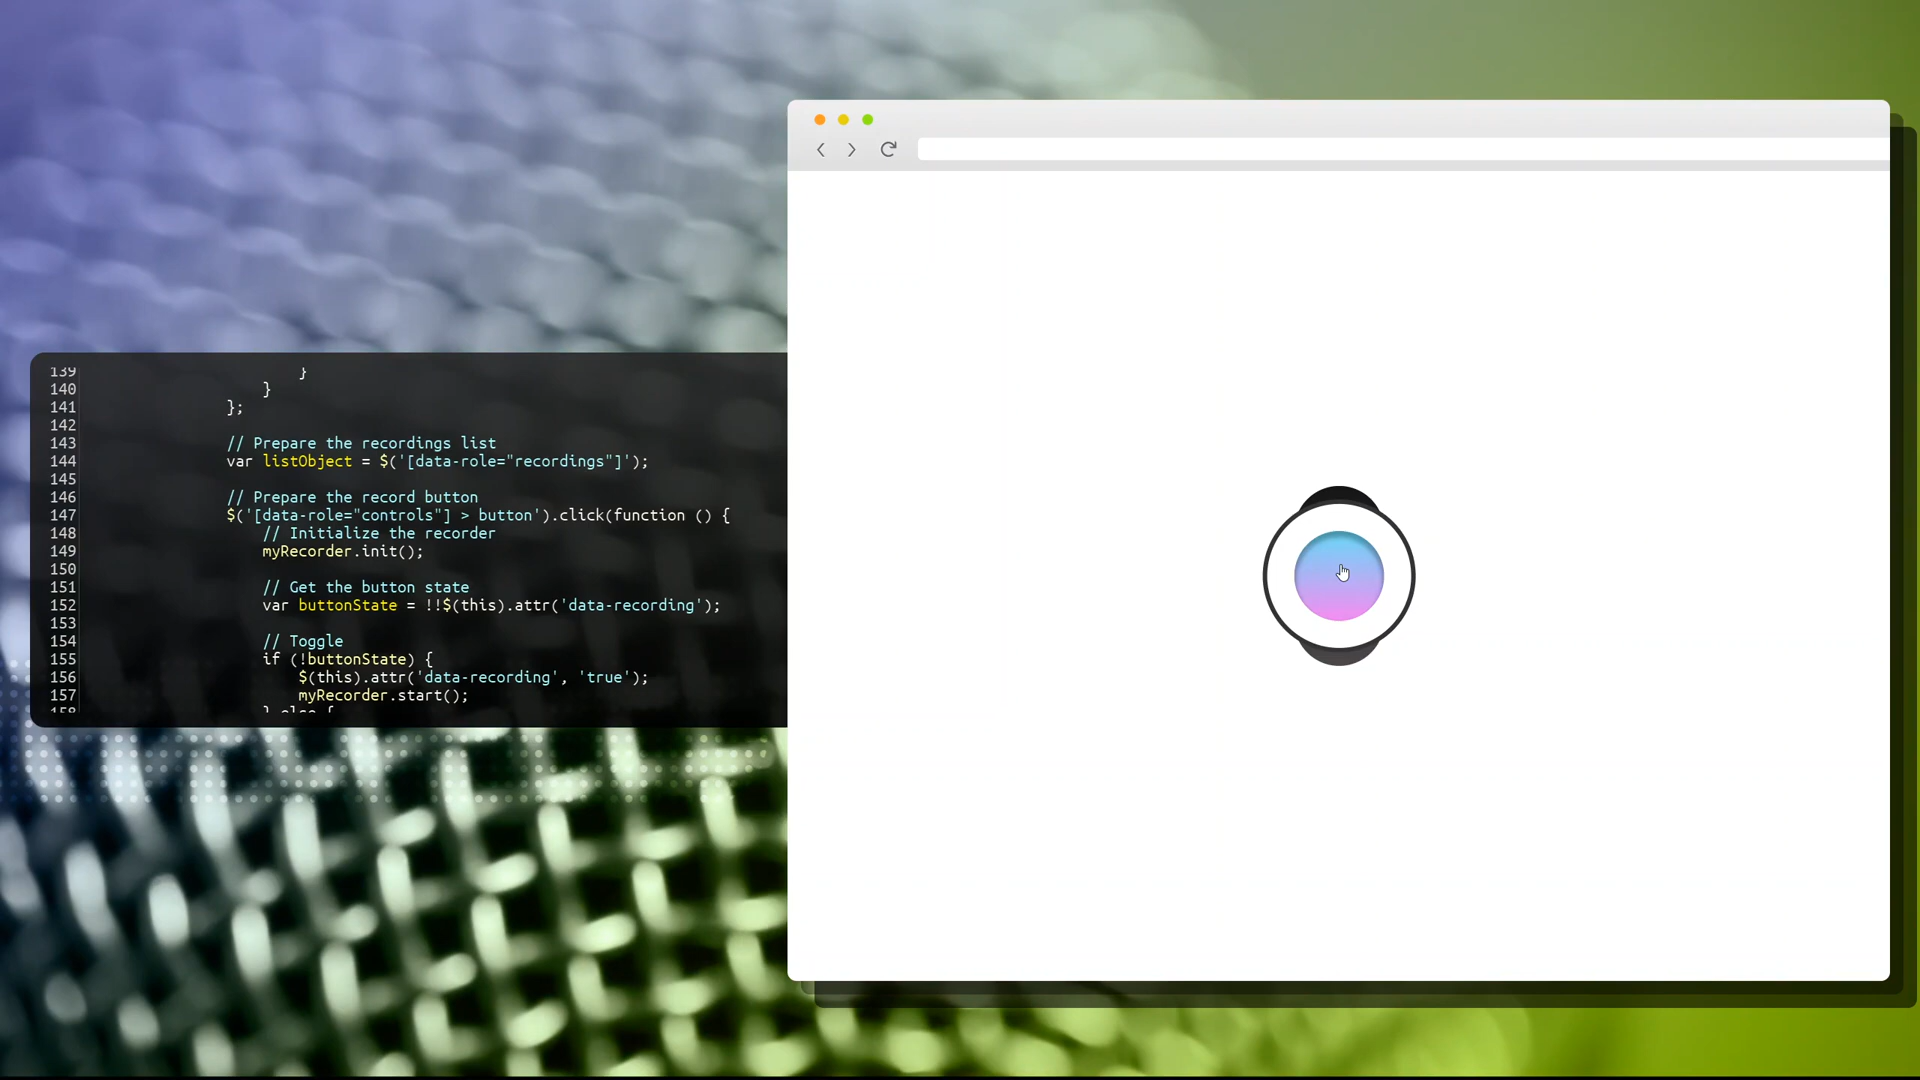 139 }
140 }
141 };
142
143 // Prepare the recordings list
144 var listObject = $('[data-role="recordings"]');
145
146 // Prepare the record button
147 $('[data-role="controls"] > button').click(function () {
148 // Initialize the recorder
149 myRecorder.init();
150
151 // Get the button state
152 var buttonState = !!$(this).attr('data-recording');
153
154 // Toggle
155 if (!buttonState) {
156 $(this).attr('data-recording', 'true');
157 myRecorder.start();
158 } else {